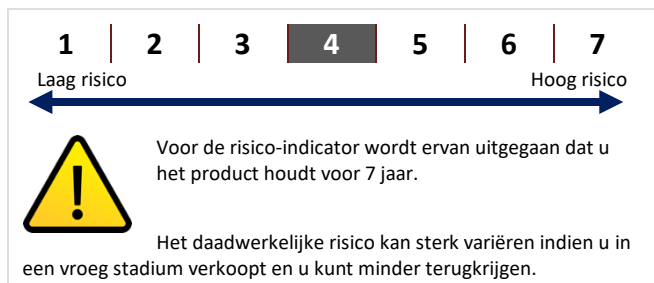 1 2 3 4 5 6 7
Laag risico Hoog risico
Voor de risico-indicator wordt ervan uitgegaan dat u
het product houdt voor 7 jaar.
Het daadwerkelijke risico kan sterk variëren indien u in
een vroeg stadium verkoopt en u kunt minder terugkrijgen.